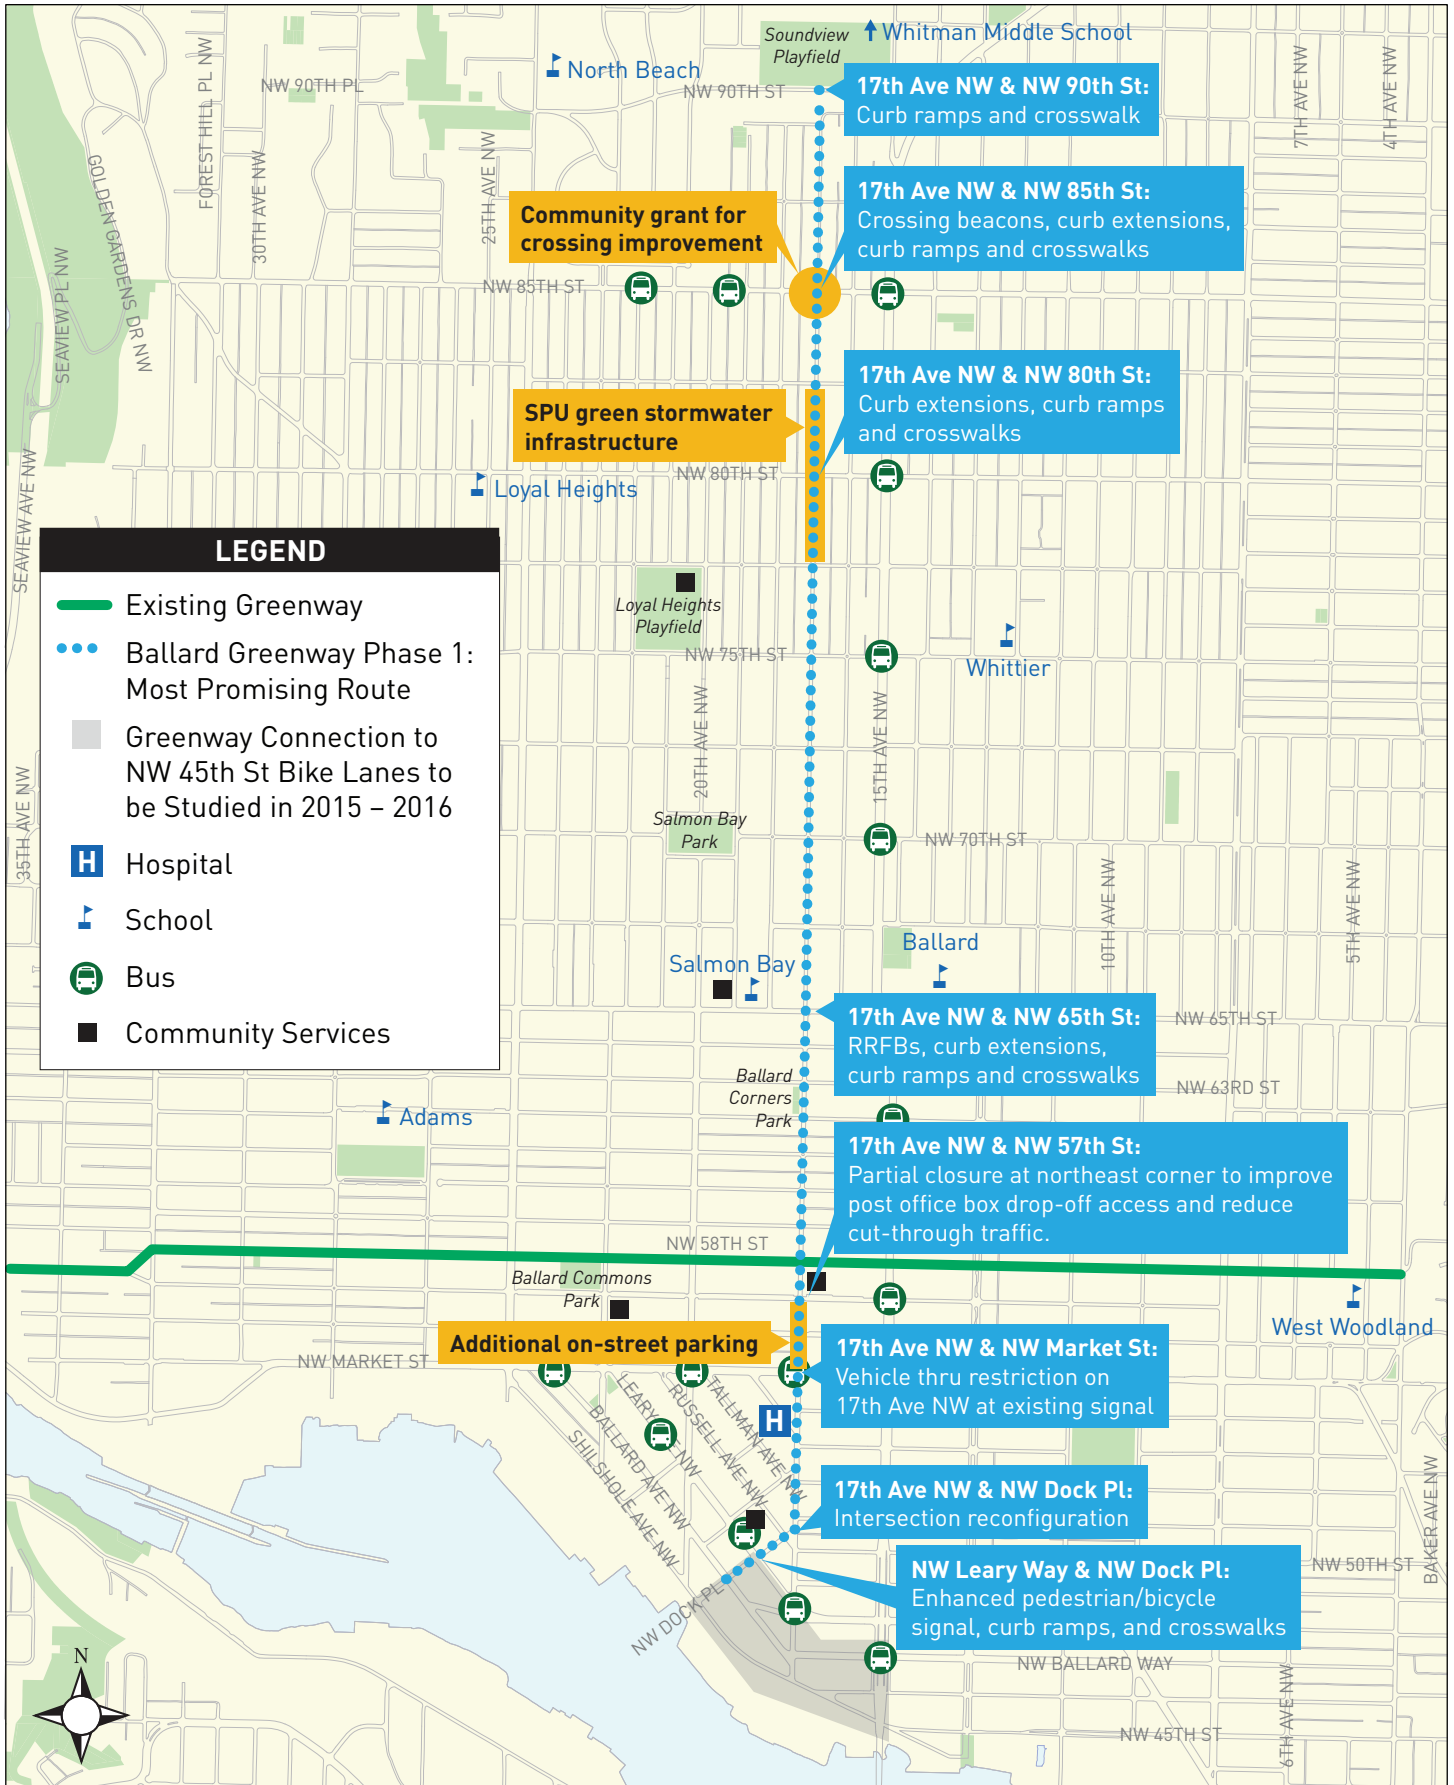 Soundview
Playfield
Whitman Middle School
North Beach
NW 90TH PL
NW 90TH ST
FOREST HILL PL NW
GOLDEN GARDENS DR NW
30TH AVE NW
25TH AVE NW
7TH AVE NW
4TH AVE NW
17th Ave NW & NW 90th St:
Curb ramps and crosswalk
17th Ave NW & NW 85th St:
Crossing beacons, curb extensions,
curb ramps and crosswalks
Community grant for
crossing improvement
SEAVIEW PL NW
NW 85TH ST
17th Ave NW & NW 80th St:
Curb extensions, curb ramps
and crosswalks
SPU green stormwater
infrastructure
NW 80TH ST
SEAVIEW AVE NW
Loyal Heights
LEGEND
Existing Greenway
Ballard Greenway Phase 1:
Most Promising Route
Greenway Connection to
NW 45th St Bike Lanes to
be Studied in 2015 – 2016
Hospital
School
Bus
Community Services
H
Loyal Heights
Playfield
NW 75TH ST
Whittier
20TH AVE NW
15TH AVE NW
35TH AVE NW
Salmon Bay
Park
NW 70TH ST
10TH AVE NW
5TH AVE NW
Salmon Bay
Ballard
17th Ave NW & NW 65th St:
RRFBs, curb extensions,
curb ramps and crosswalks
NW 65TH ST
NW 63RD ST
Ballard
Corners
Park
Adams
17th Ave NW & NW 57th St:
Partial closure at northeast corner to improve
post office box drop-off access and reduce
cut-through traffic.
NW 58TH ST
Ballard Commons
Park
West Woodland
Additional on-street parking
NW MARKET ST
17th Ave NW & NW Market St:
Vehicle thru restriction on
17th Ave NW at existing signal
H
LEARY
NW
RUSSELL AVE NW
TALLMAN AVE NW
BALLARD AVE NW
SHILSHOLE AVE NW
17th Ave NW & NW Dock Pl:
Intersection reconfiguration
NW Leary Way & NW Dock Pl:
Enhanced pedestrian/bicycle
signal, curb ramps, and crosswalks
NW 50TH ST
BAKER AVE NW
NW DOCK PL
NW BALLARD WAY
NW 45TH ST
6TH AVE NW
N